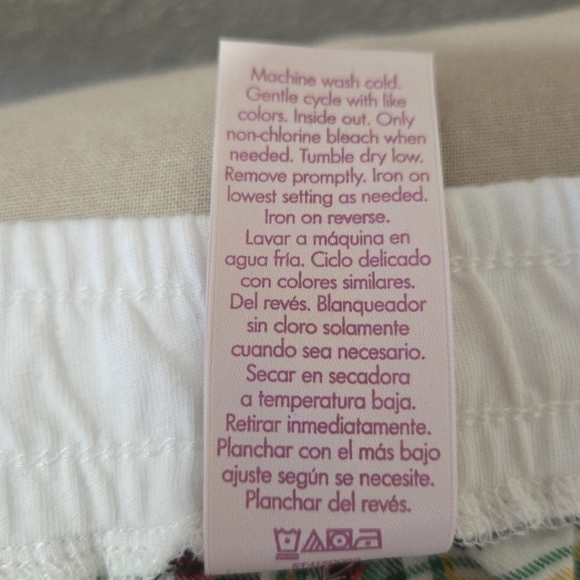 Machine wash cold.
Gentle cycle with like
colors. Inside out. Only
non-chlorine bleach when
needed. Tumble dry low.
Remove promptly. Iron on
lowest setting as needed.
Iron on reverse.
Lavar a máquina en
agua fría. Ciclo delicado
con colores similares.
Del revés. Blanqueador
sin cloro solamente
cuando sea necesario.
Secar en secadora
a temperatura baja.
Retirar inmediatamente.
Planchar con el más bajo
ajuste según se necesite.
Planchar del revés.